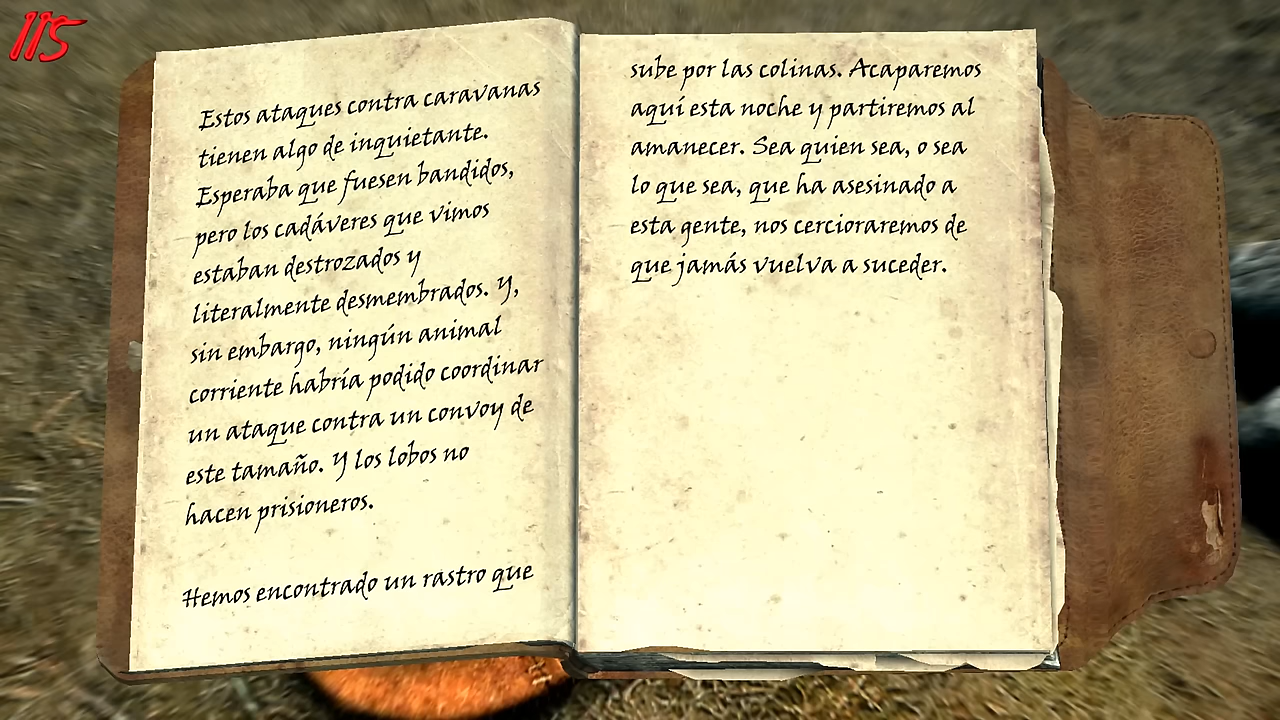 115
Estos ataques contra caravanas
tienen algo de inquietante.
Esperaba que fuesen bandidos,
pero los cadáveres que vimos
estaban destrozados y
literalmente desmembrados. Y,
sin embargo, ningún animal
corriente habría podido coordinar
un ataque contra un convoy de
este tamaño. Y los lobos no
hacen prisioneros.
Hemos encontrado un rastro que
sube por las colinas. Acaparemos
aquí esta noche y partiremos al
amanecer. Sea quien sea, o sea
lo que sea, que ha asesinado a
esta gente, nos cercioraremos de
que jamás vuelva a suceder.